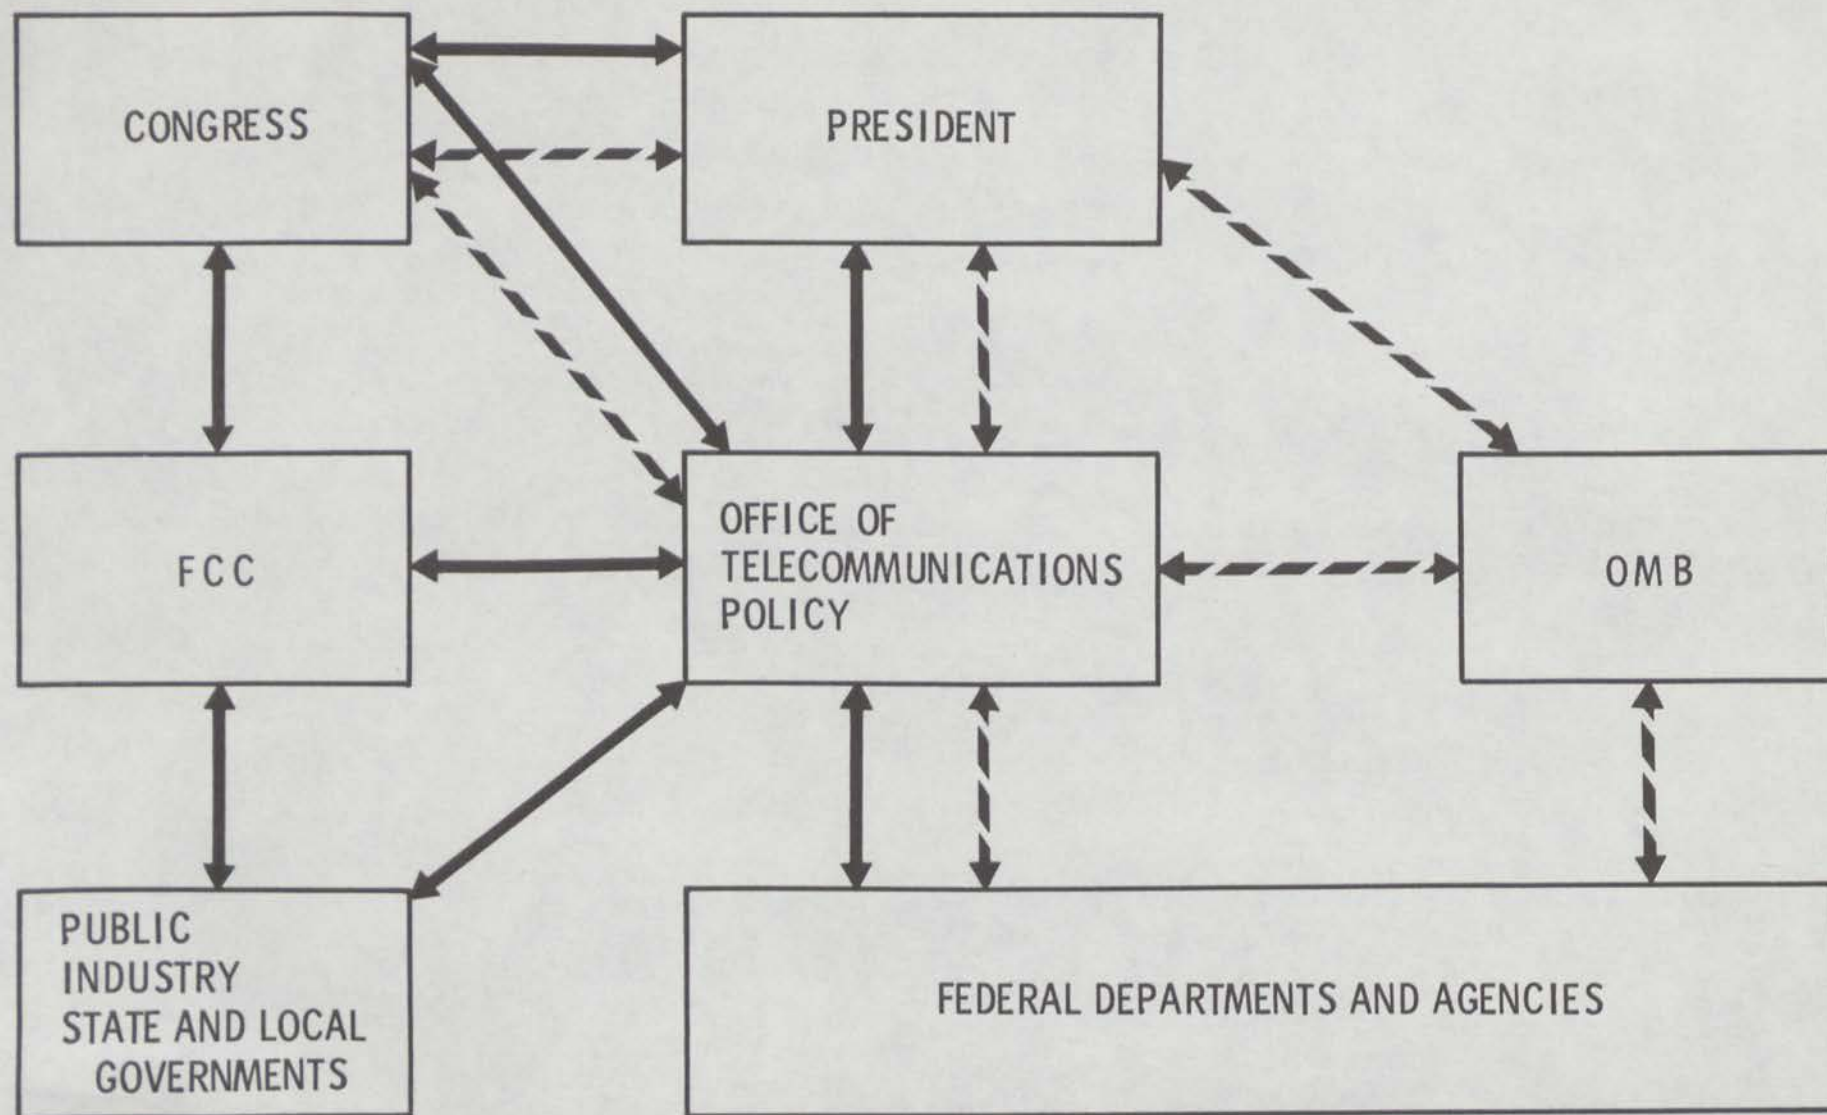 CONGRESS
PRESIDENT
FCC
OFFICE OF
TELECOMMUNICATIONS
POLICY
OMB
PUBLIC
INDUSTRY
STATE AND LOCAL
GOVERNMENTS
FEDERAL DEPARTMENTS AND AGENCIES